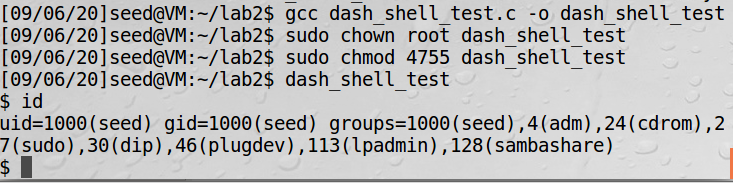 [09/06/20]seed@VM:~/lab2$ gcc dash_shell_test.c -o dash_shell_test
[09/06/20]seed@VM:~/lab2$ sudo chown root dash_shell_test
[09/06/20]seed@VM:~/lab2$ sudo chmod 4755 dash_shell_test
[09/06/20]seed@VM:~/lab2$ dash_shell_test
$ id
uid=1000(seed) gid=1000(seed) groups=1000(seed),4(adm),24(cdrom),2
7(sudo),30(dip),46(plugdev),113(lpadmin),128(sambashare)
$